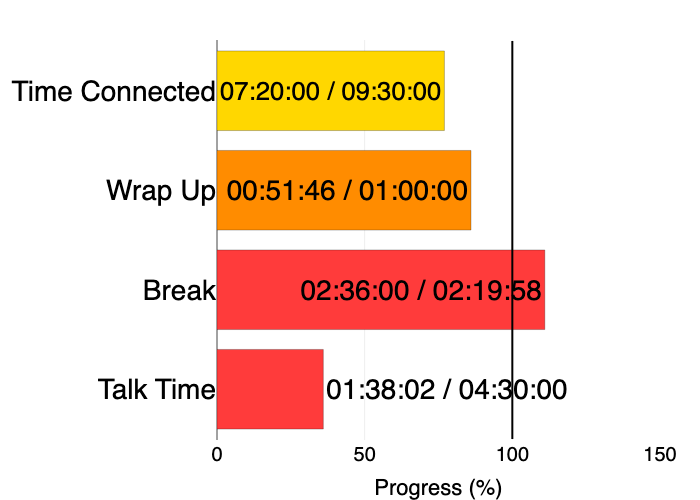 Time Connected 07:20:00 / 09:30:00
Wrap Up 00:51:46 / 01:00:00
Break 02:36:00 / 02:19:58
Talk Time 01:38:02 / 04:30:00
0 50 100 150
Progress (%)